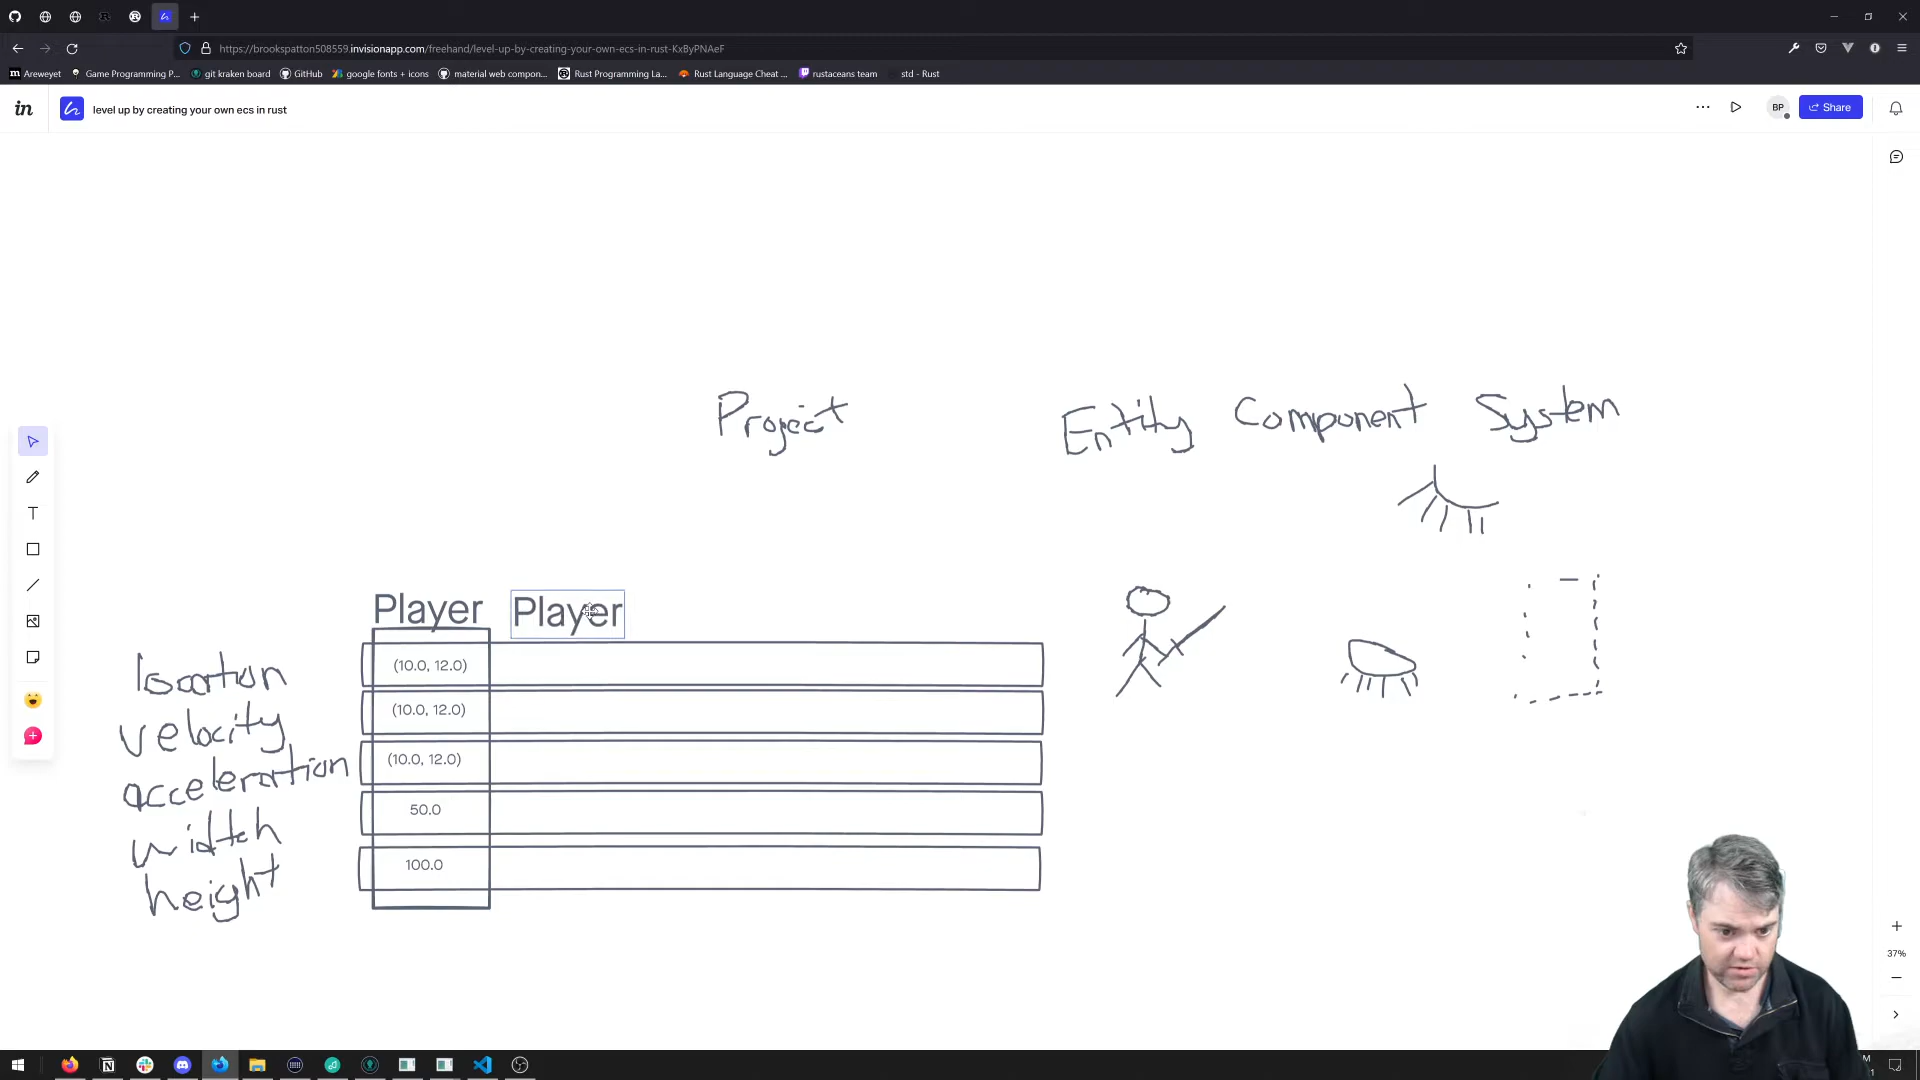 https://brookspatton508559.invisionapp.com/freehand/level-up-by-creating-your-own-ecs-in-rust-KxByPNAeF
Areweyet
Game Programming P...
git kraken board
GitHub
google fonts + icons
material web compon...
Rust Programming La...
Rust Language Cheat ...
rustaceans team
std - Rust
in
level up by creating your own ecs in rust
BP
Share
Project
Entity Component System
Player
Player
location
(10.0, 12.0)
velocity
(10.0, 12.0)
acceleration
(10.0, 12.0)
width
50.0
height
100.0
37%